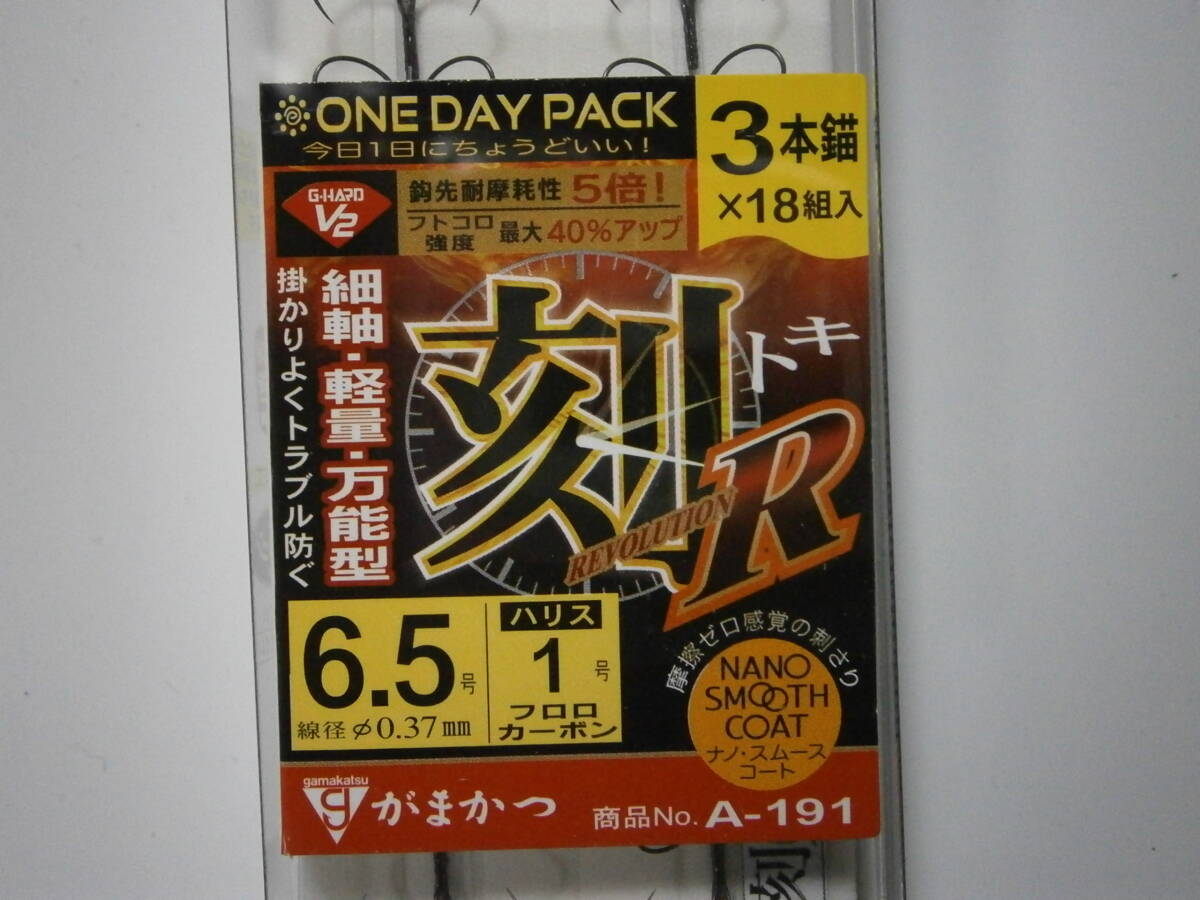 ONE DAY PACK
今日1日にちょうどいい!
3本錨
×18組入
G-HARD
V2
鈎先耐摩耗性 5倍!
フトコロ
強度 最大40%アップ
掛かりよくトラブル防ぐ
細軸・軽量・万能型
刻
トキ
R
REVOLUTION
6.5号
線径 φ0.37㎜
ハリス
1号
フロロ
カーボン
摩擦ゼロ感覚の刺さり
NANO
SMOOTH
COAT
ナノ・スムース
コート
gamakatsu
がまかつ
商品No. A-191
刻